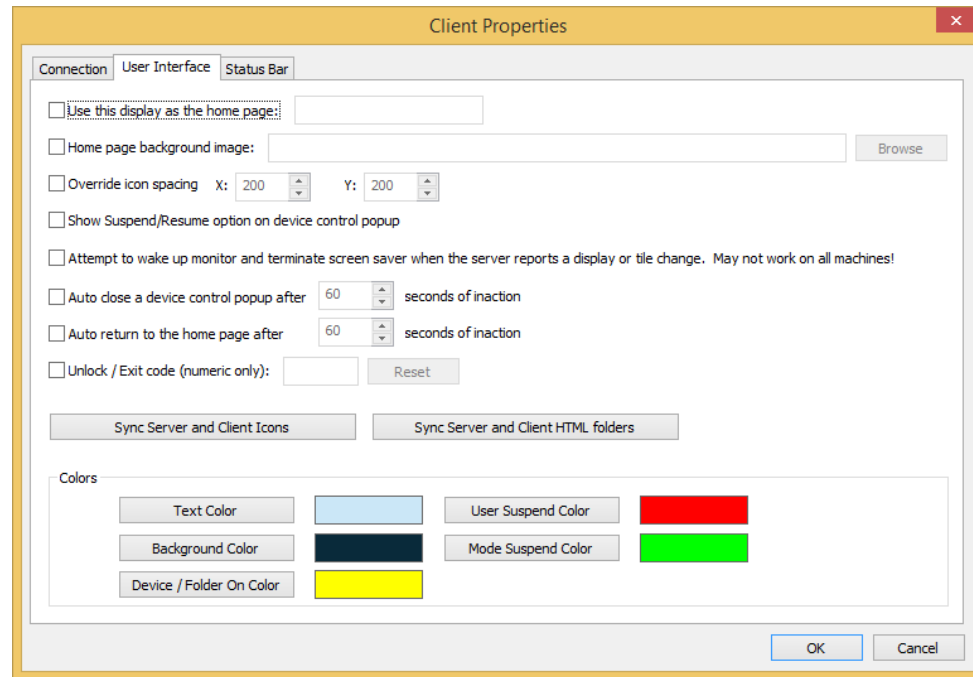 Client Properties
Connection User Interface Status Bar
Use this display as the home page:
Home page background image: Browse
Override icon spacing X: 200 Y: 200
Show Suspend/Resume option on device control popup
Attempt to wake up monitor and terminate screen saver when the server reports a display or tile change. May not work on all machines!
Auto close a device control popup after 60 seconds of inaction
Auto return to the home page after 60 seconds of inaction
Unlock / Exit code (numeric only): Reset
Sync Server and Client Icons Sync Server and Client HTML folders
Colors
Text Color User Suspend Color
Background Color Mode Suspend Color
Device / Folder On Color
OK Cancel